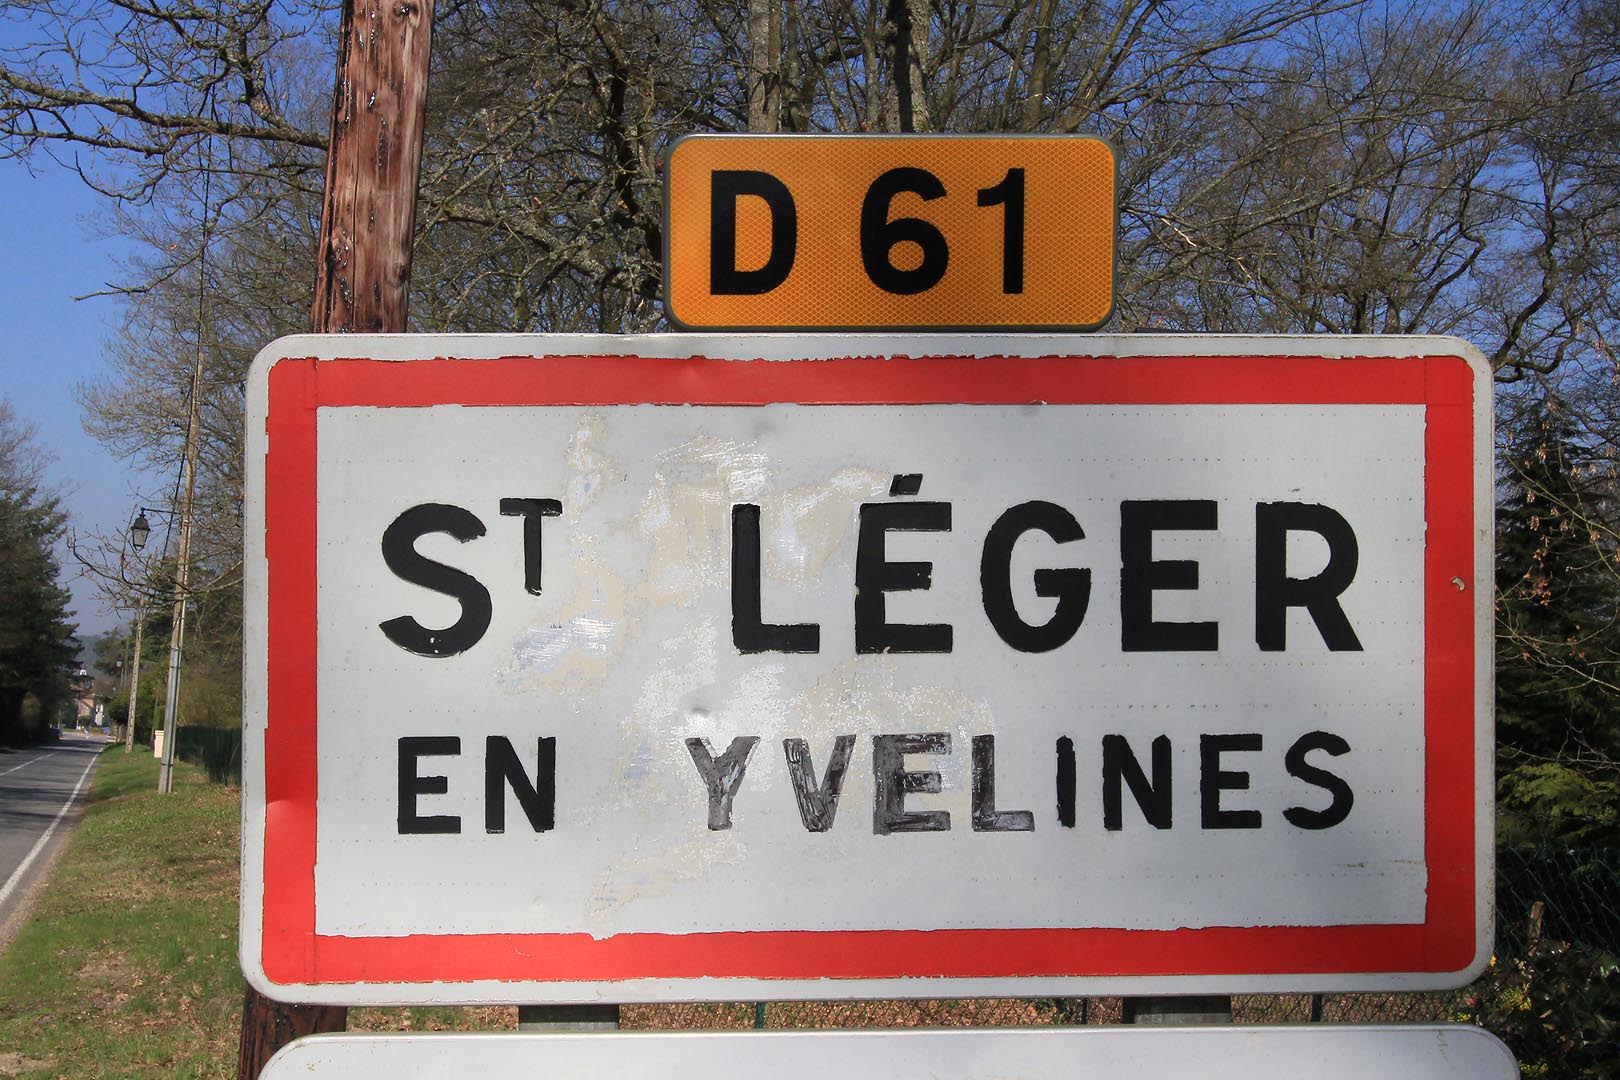 D 61
ST LÉGER
EN YVELINES